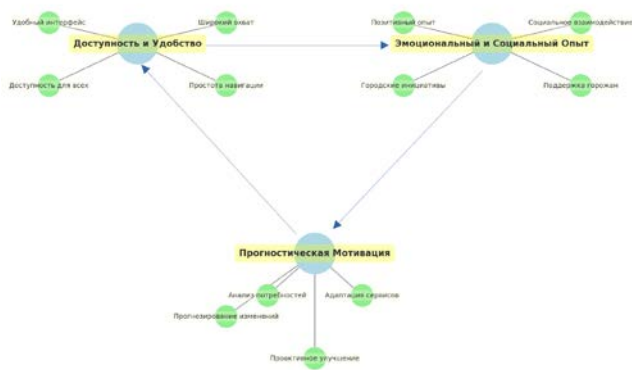 Удобный интерфейс
Широкий охват
Доступность и Удобство
Доступность для всех
Простота навигации
Позитивный опыт
Социальное взаимодействие
Эмоциональный и Социальный Опыт
Городские инициативы
Поддержка горожан
Прогностическая Мотивация
Анализ потребностей
Адаптация сервисов
Прогнозирование изменений
Проактивное улучшение